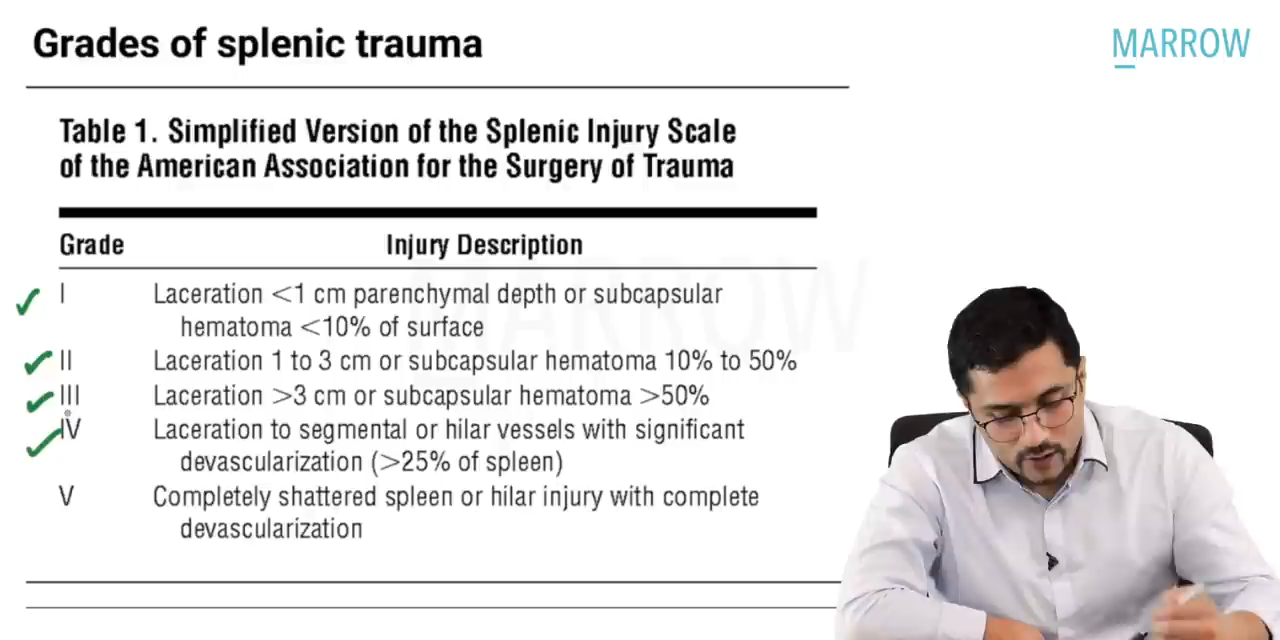 Grades of splenic trauma
MARROW
Table 1. Simplified Version of the Splenic Injury Scale
of the American Association for the Surgery of Trauma
Grade Injury Description
I Laceration <1 cm parenchymal depth or subcapsular
hematoma <10% of surface
II Laceration 1 to 3 cm or subcapsular hematoma 10% to 50%
III Laceration >3 cm or subcapsular hematoma >50%
IV Laceration to segmental or hilar vessels with significant
devascularization (>25% of spleen)
V Completely shattered spleen or hilar injury with complete
devascularization
MARROW